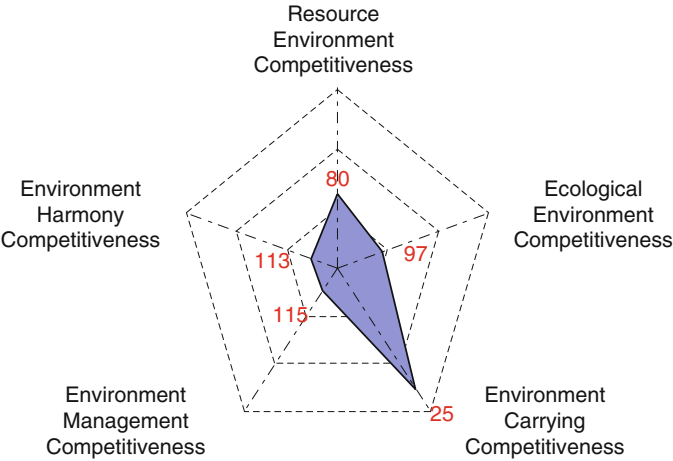 Resource
Environment
Competitiveness
80
Environment
Harmony
Competitiveness
Ecological
Environment
Competitiveness
113
97
115
Environment
Management
Competitiveness
25
Environment
Carrying
Competitiveness